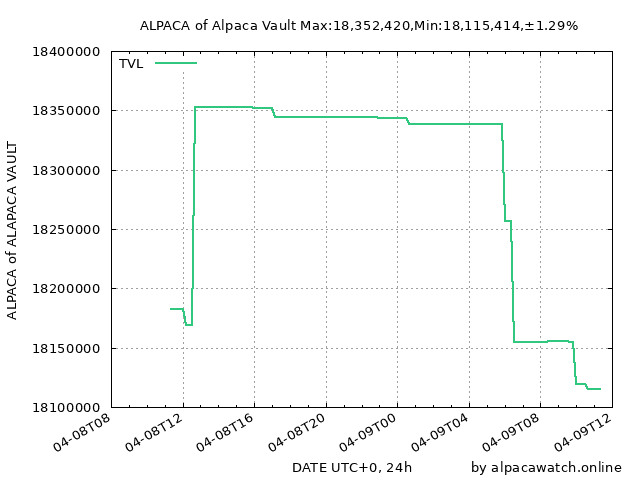 ALPACA of Alpaca Vault Max:18,352,420,Min:18,115,414,±1.29%
TVL
18400000
18350000
18300000
18250000
18200000
18150000
18100000
ALPACA of ALAPACA VAULT
04-08T08
04-08T12
04-08T16
04-08T20
04-09T00
04-09T04
04-09T08
04-09T12
DATE UTC+0, 24h
by alpacawatch.online